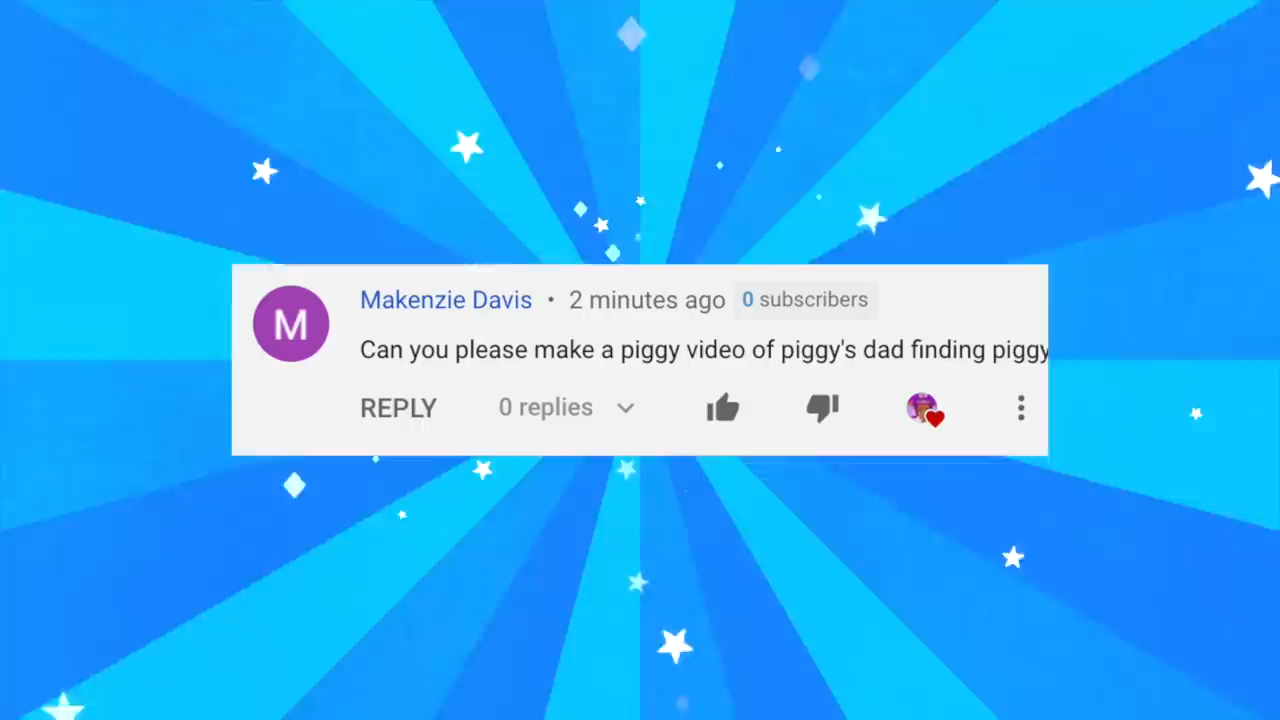 M
Makenzie Davis • 2 minutes ago 0 subscribers
Can you please make a piggy video of piggy's dad finding piggy
REPLY 0 replies